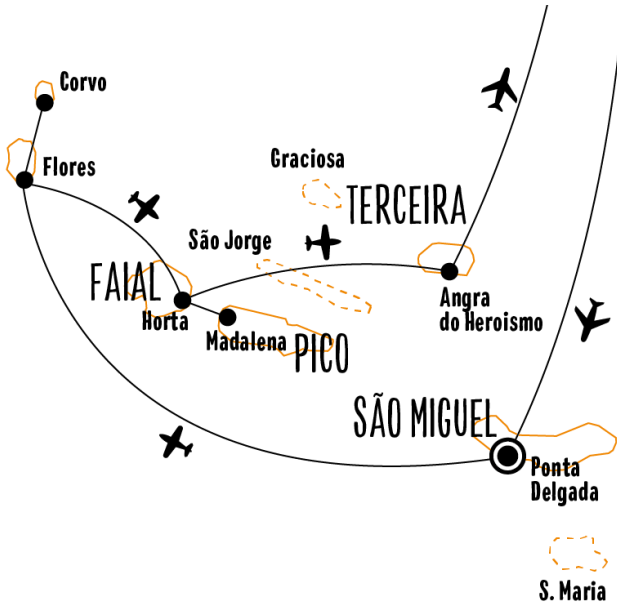 Corvo
Flores
Graciosa
TERCEIRA
São Jorge
FAIAL
Horta
Madalena
PICO
Angra
do Heroismo
SÃO MIGUEL
Ponta
Delgada
S. Maria